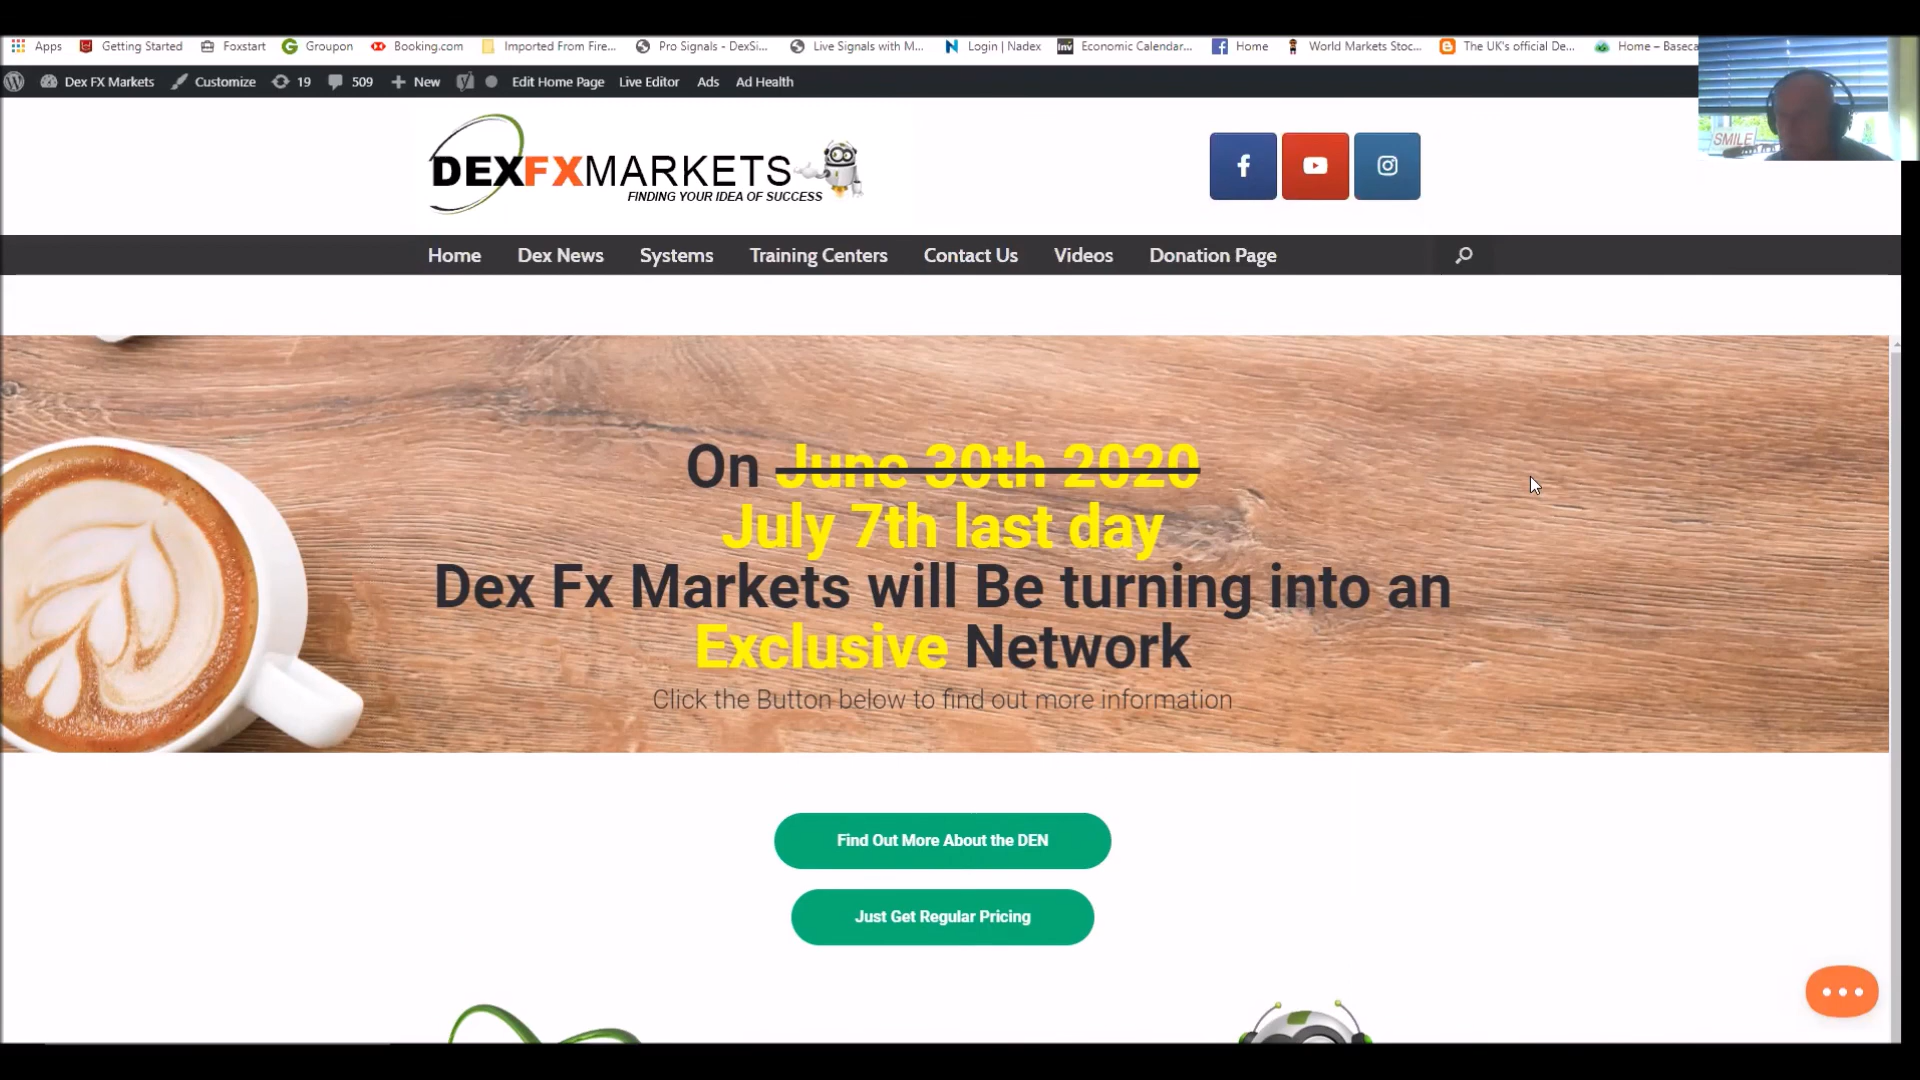 Apps Getting Started Foxstart Groupon Booking.com Imported From Fire... Pro Signals - DexSi... Live Signals with M... Login | Nadex Economic Calendar... Home World Markets Stoc... The UK's official De... Home – Baseca
Dex FX Markets Customize 19 509 New Edit Home Page Live Editor Ads Ad Health
SMILE
DEXFXMARKETS
FINDING YOUR IDEA OF SUCCESS
Home Dex News Systems Training Centers Contact Us Videos Donation Page
On June 30th 2020
July 7th last day
Dex Fx Markets will Be turning into an
Exclusive Network
Click the Button below to find out more information
Find Out More About the DEN
Just Get Regular Pricing